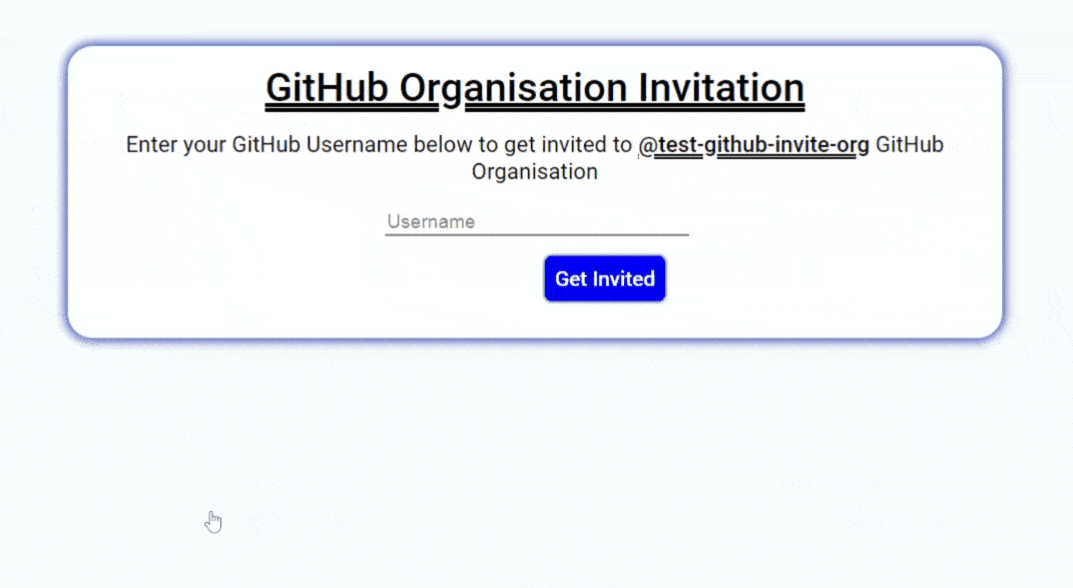 GitHub Organisation Invitation
Enter your GitHub Username below to get invited to @test-github-invite-org GitHub
Organisation
Username
Get Invited